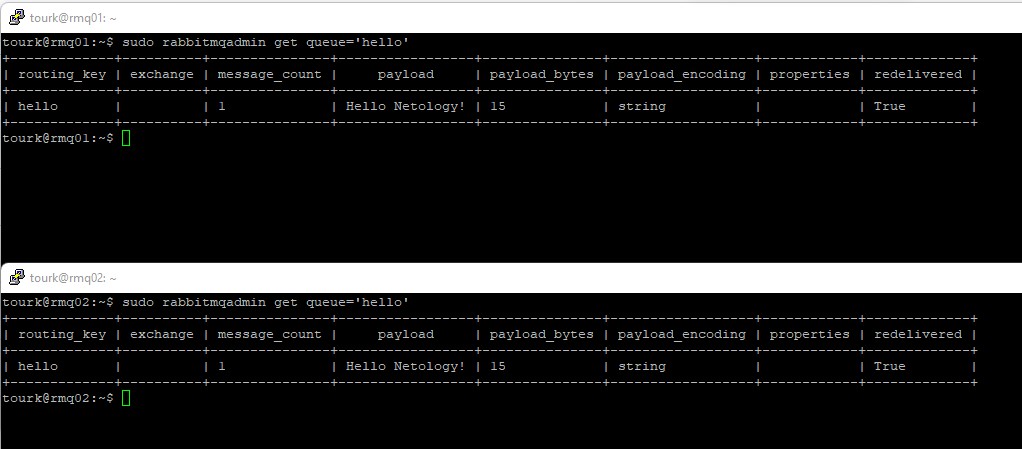 tourk@rmq01: ~
tourk@rmq01:~$ sudo rabbitmqadmin get queue='hello'
+-------------+----------+---------------+-----------------+---------------+------------------+------------+-------------+
| routing_key | exchange | message_count |     payload     | payload_bytes | payload_encoding | properties | redelivered |
+-------------+----------+---------------+-----------------+---------------+------------------+------------+-------------+
| hello       |          | 1             | Hello Netology! | 15            | string           |            | True        |
+-------------+----------+---------------+-----------------+---------------+------------------+------------+-------------+
tourk@rmq01:~$
tourk@rmq02: ~
tourk@rmq02:~$ sudo rabbitmqadmin get queue='hello'
+-------------+----------+---------------+-----------------+---------------+------------------+------------+-------------+
| routing_key | exchange | message_count |     payload     | payload_bytes | payload_encoding | properties | redelivered |
+-------------+----------+---------------+-----------------+---------------+------------------+------------+-------------+
| hello       |          | 1             | Hello Netology! | 15            | string           |            | True        |
+-------------+----------+---------------+-----------------+---------------+------------------+------------+-------------+
tourk@rmq02:~$